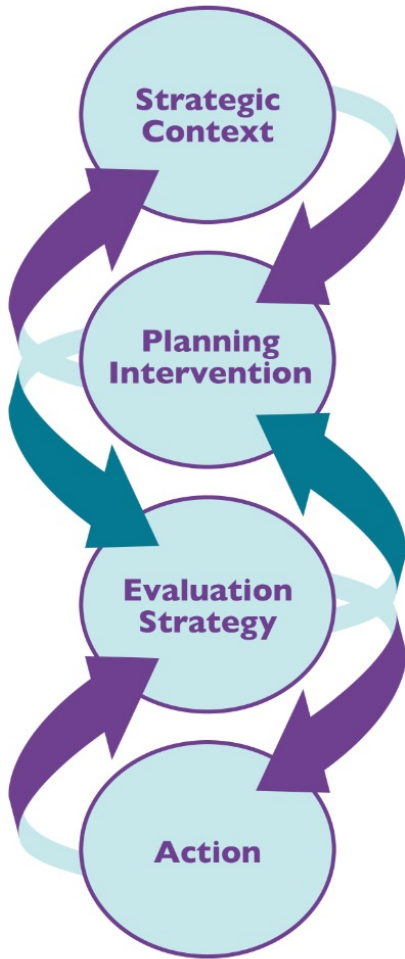 Strategic
Context
Planning
Intervention
Evaluation
Strategy
Action